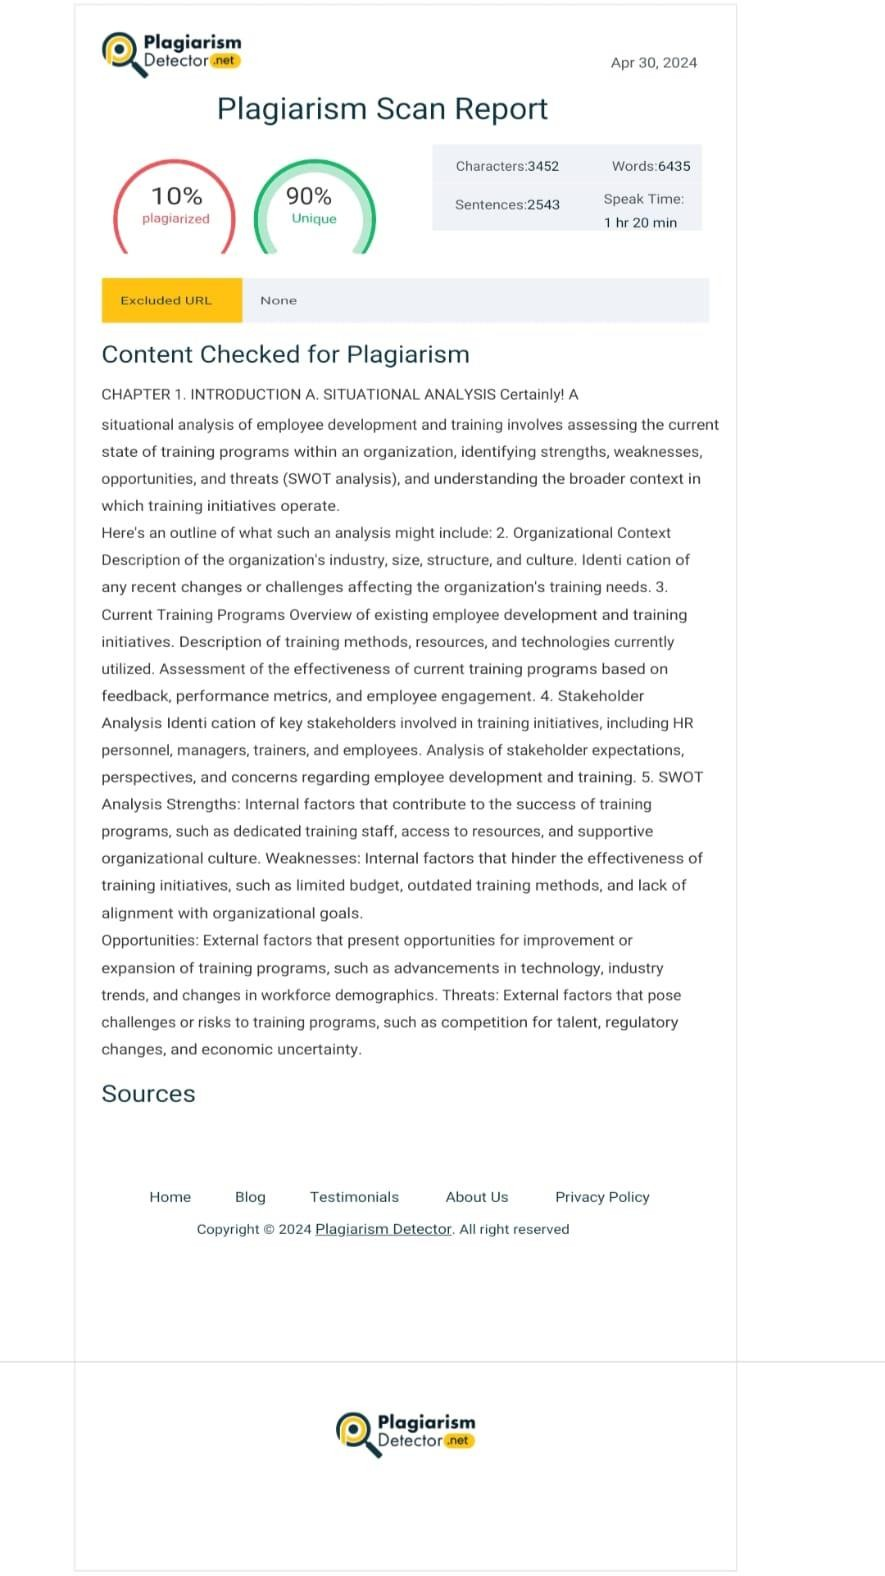 Plagiarism
Detector.net
Apr 30, 2024
Plagiarism Scan Report
10%
plagiarized
90%
Unique
Characters:3452
Words:6435
Sentences:2543
Speak Time:
1 hr 20 min
Excluded URL
None
Content Checked for Plagiarism
CHAPTER 1. INTRODUCTION A. SITUATIONAL ANALYSIS Certainly! A
situational analysis of employee development and training involves assessing the current
state of training programs within an organization, identifying strengths, weaknesses,
opportunities, and threats (SWOT analysis), and understanding the broader context in
which training initiatives operate.
Here's an outline of what such an analysis might include: 2. Organizational Context
Description of the organization's industry, size, structure, and culture. Identi cation of
any recent changes or challenges affecting the organization's training needs. 3.
Current Training Programs Overview of existing employee development and training
initiatives. Description of training methods, resources, and technologies currently
utilized. Assessment of the effectiveness of current training programs based on
feedback, performance metrics, and employee engagement. 4. Stakeholder
Analysis Identi cation of key stakeholders involved in training initiatives, including HR
personnel, managers, trainers, and employees. Analysis of stakeholder expectations,
perspectives, and concerns regarding employee development and training. 5. SWOT
Analysis Strengths: Internal factors that contribute to the success of training
programs, such as dedicated training staff, access to resources, and supportive
organizational culture. Weaknesses: Internal factors that hinder the effectiveness of
training initiatives, such as limited budget, outdated training methods, and lack of
alignment with organizational goals.
Opportunities: External factors that present opportunities for improvement or
expansion of training programs, such as advancements in technology, industry
trends, and changes in workforce demographics. Threats: External factors that pose
challenges or risks to training programs, such as competition for talent, regulatory
changes, and economic uncertainty.
Sources
Home Blog Testimonials About Us Privacy Policy
Copyright © 2024 Plagiarism Detector. All right reserved
Plagiarism
Detector.net